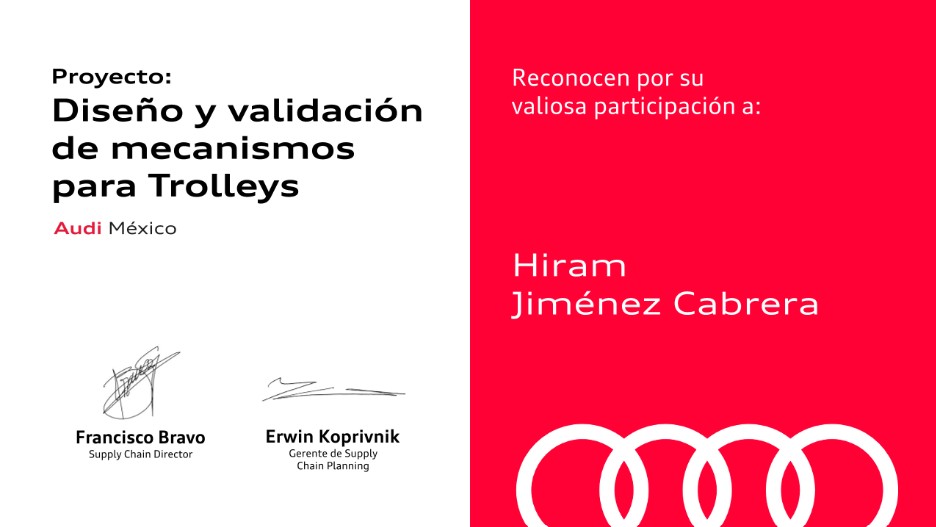 Proyecto:
Diseño y validación
de mecanismos
para Trolleys
Audi México
Francisco Bravo
Supply Chain Director
Erwin Koprivnik
Gerente de Supply
Chain Planning
Reconocen por su
valiosa participación a:
Hiram
Jiménez Cabrera